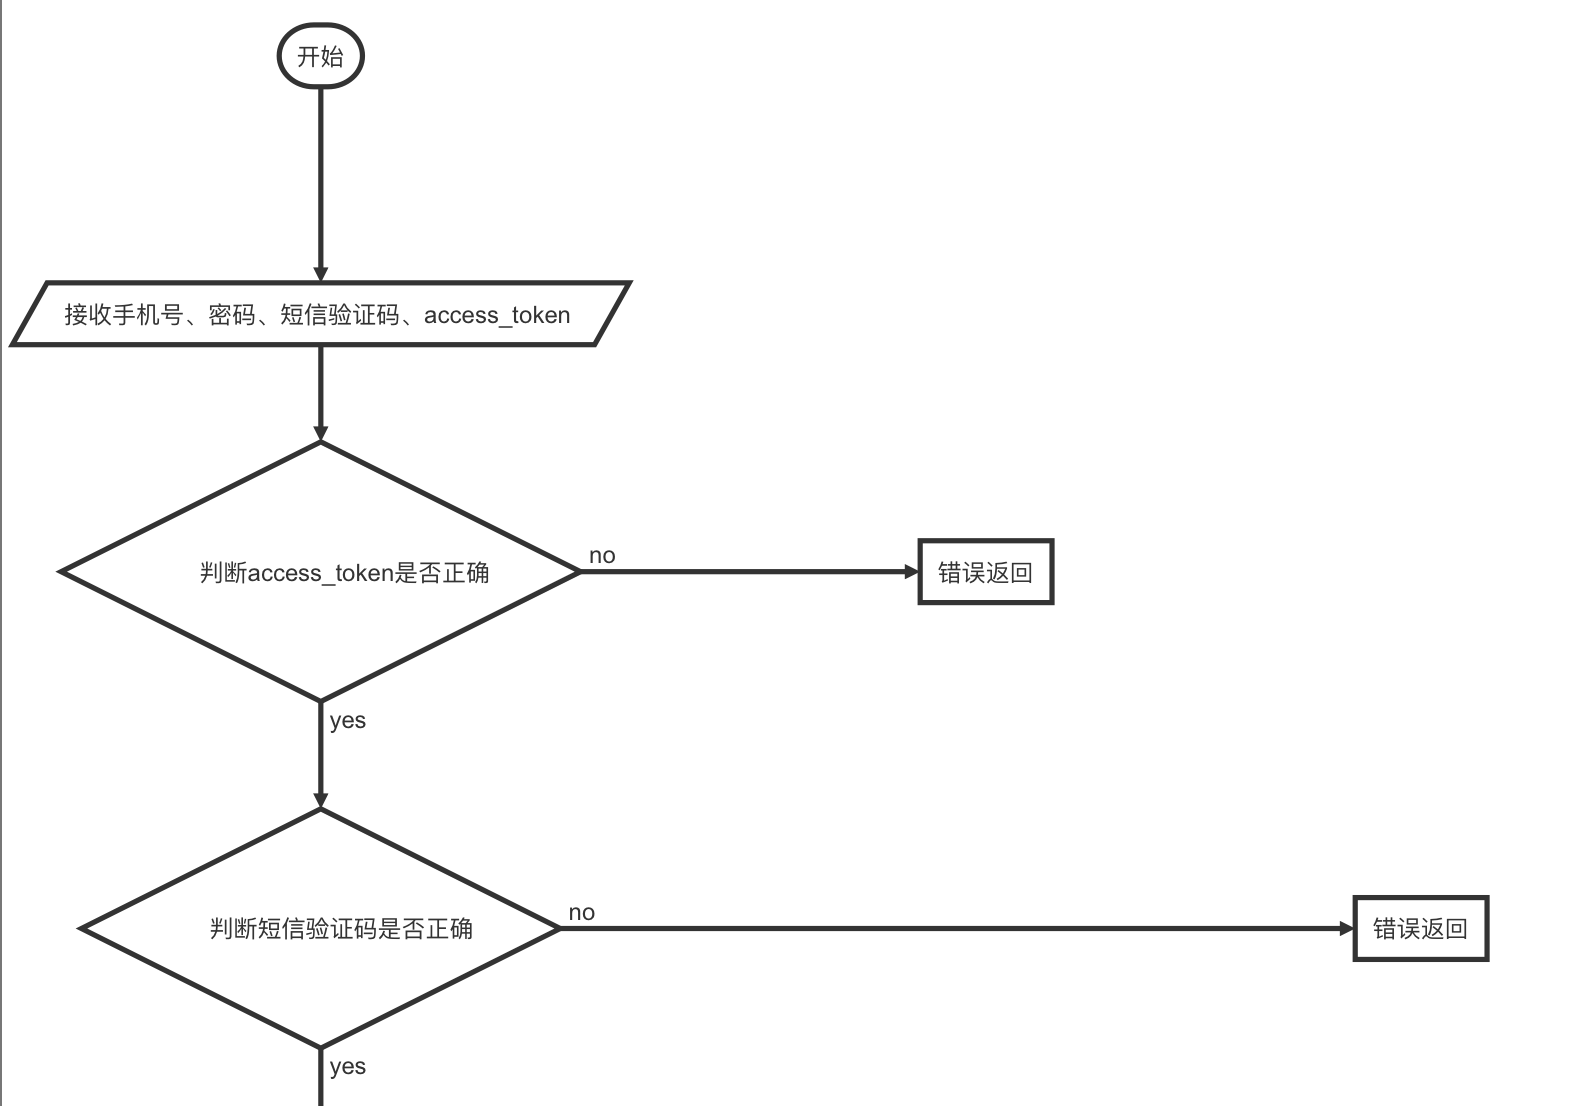 开始
接收手机号、密码、短信验证码、access_token
判断access_token是否正确
no
错误返回
yes
判断短信验证码是否正确
no
错误返回
yes